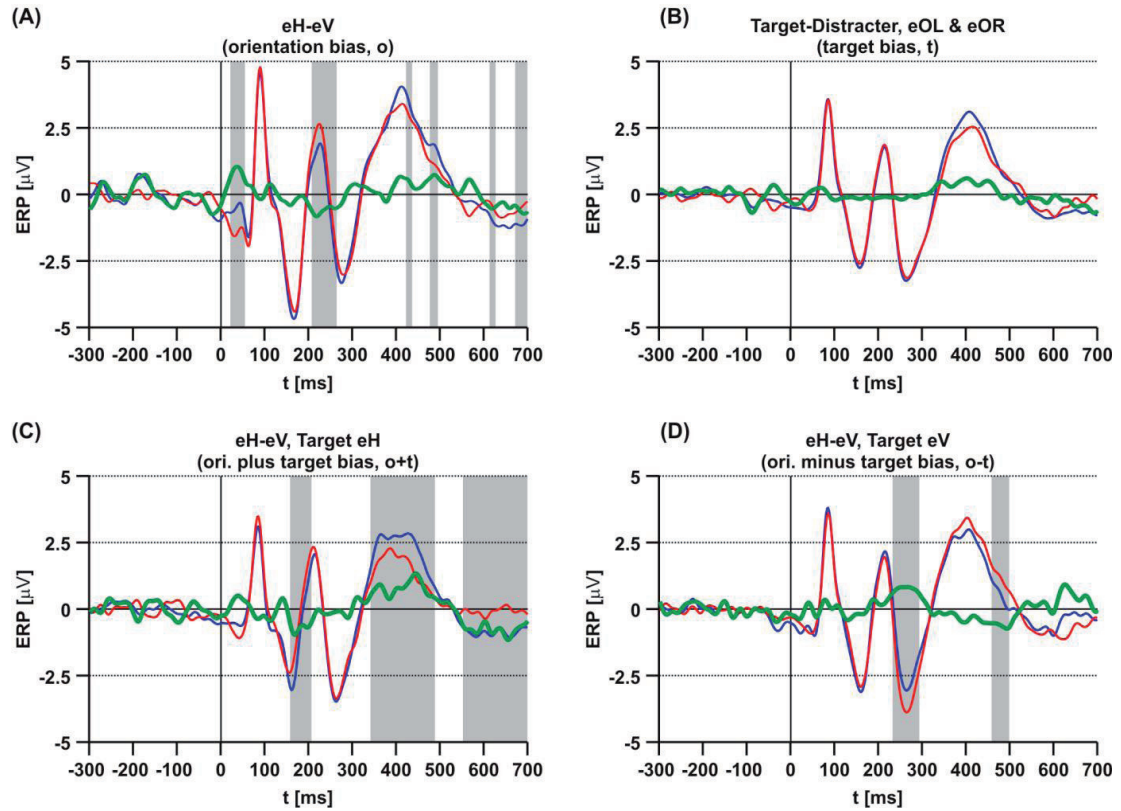 (A)
eH-eV
(orientation bias, o)
5
2.5
0
-2.5
-5
ERP [µV]
-300 -200 -100 0 100 200 300 400 500 600 700
t [ms]
(B)
Target-Distracter, eOL & eOR
(target bias, t)
5
2.5
0
-2.5
-5
ERP [µV]
-300 -200 -100 0 100 200 300 400 500 600 700
t [ms]
(C)
eH-eV, Target eH
(ori. plus target bias, o+t)
5
2.5
0
-2.5
-5
ERP [µV]
-300 -200 -100 0 100 200 300 400 500 600 700
t [ms]
(D)
eH-eV, Target eV
(ori. minus target bias, o-t)
5
2.5
0
-2.5
-5
ERP [µV]
-300 -200 -100 0 100 200 300 400 500 600 700
t [ms]